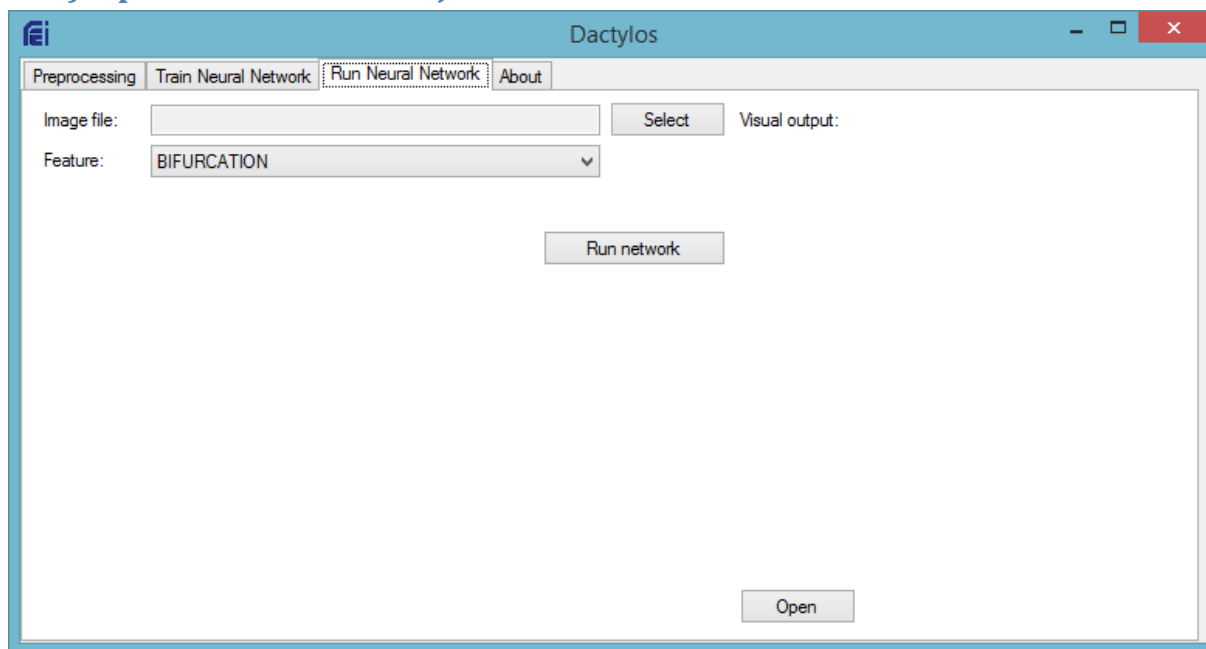 Dactylos
Preprocessing Train Neural Network Run Neural Network About
Image file: Select Visual output:
Feature: BIFURCATION
Run network
Open